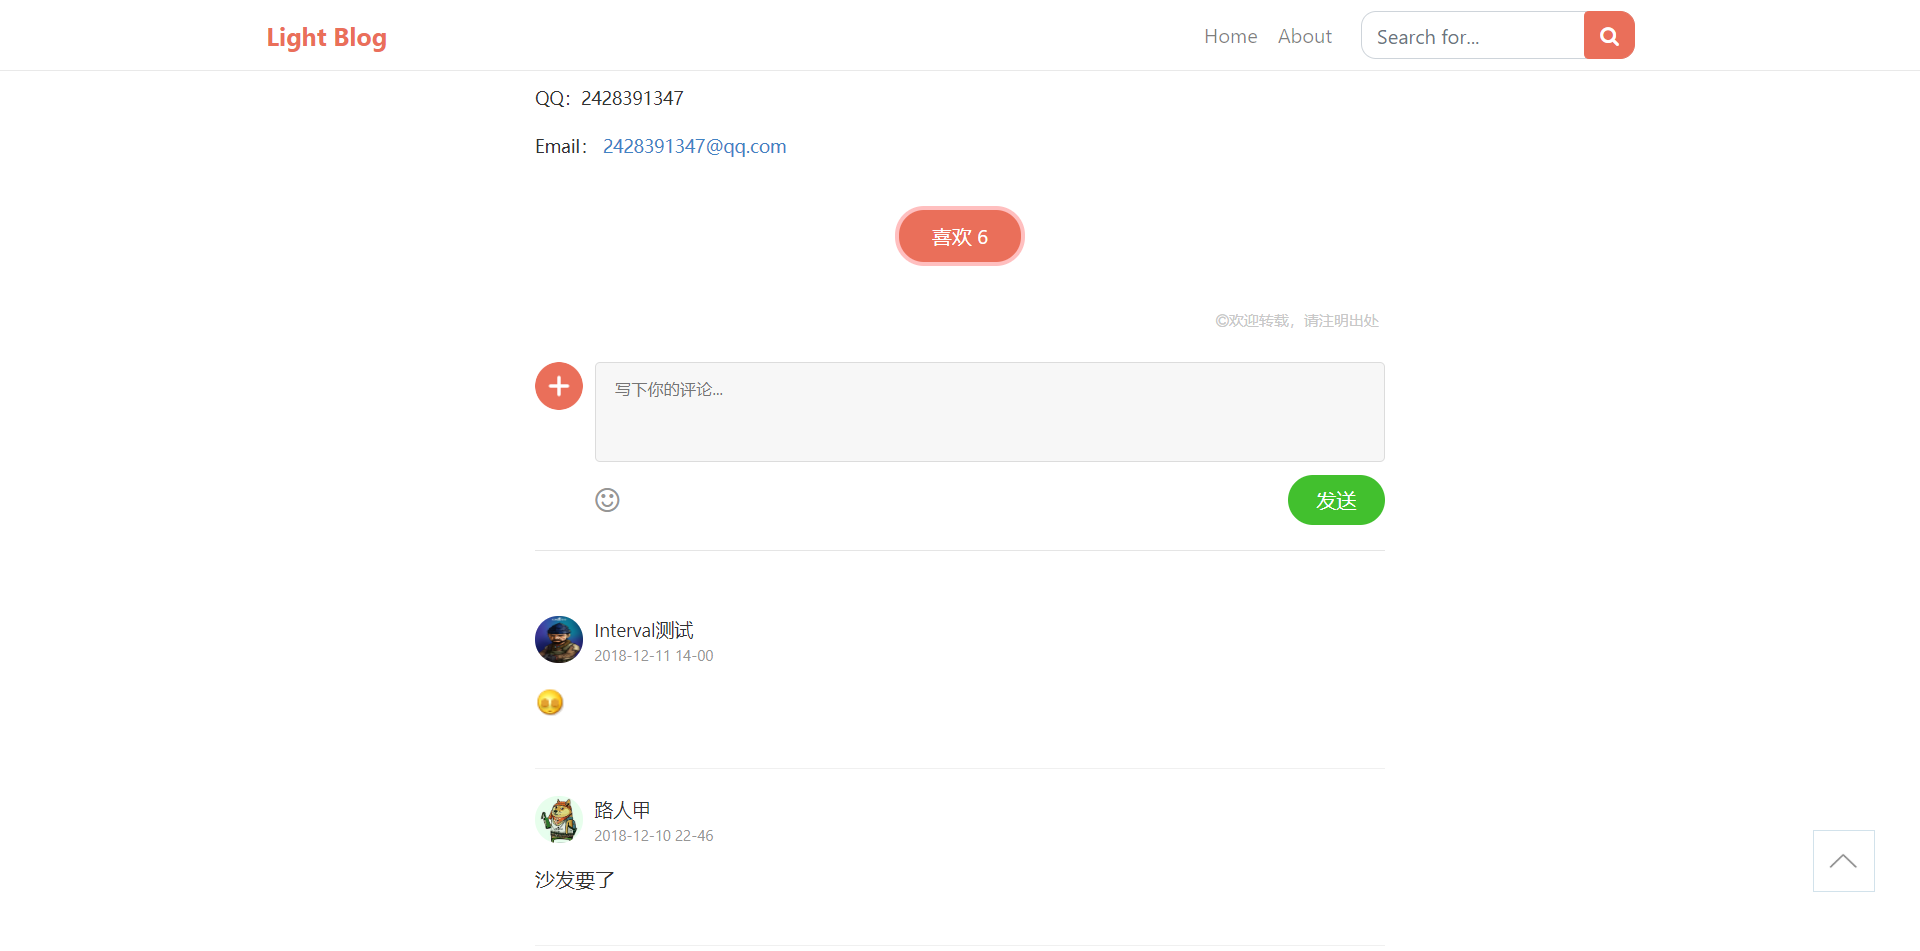 Light Blog
Home
About
Search for...
QQ：2428391347
Email： 2428391347@qq.com
喜欢 6
©欢迎转载，请注明出处
写下你的评论...
发送
Interval测试
2018-12-11 14-00
路人甲
2018-12-10 22-46
沙发要了